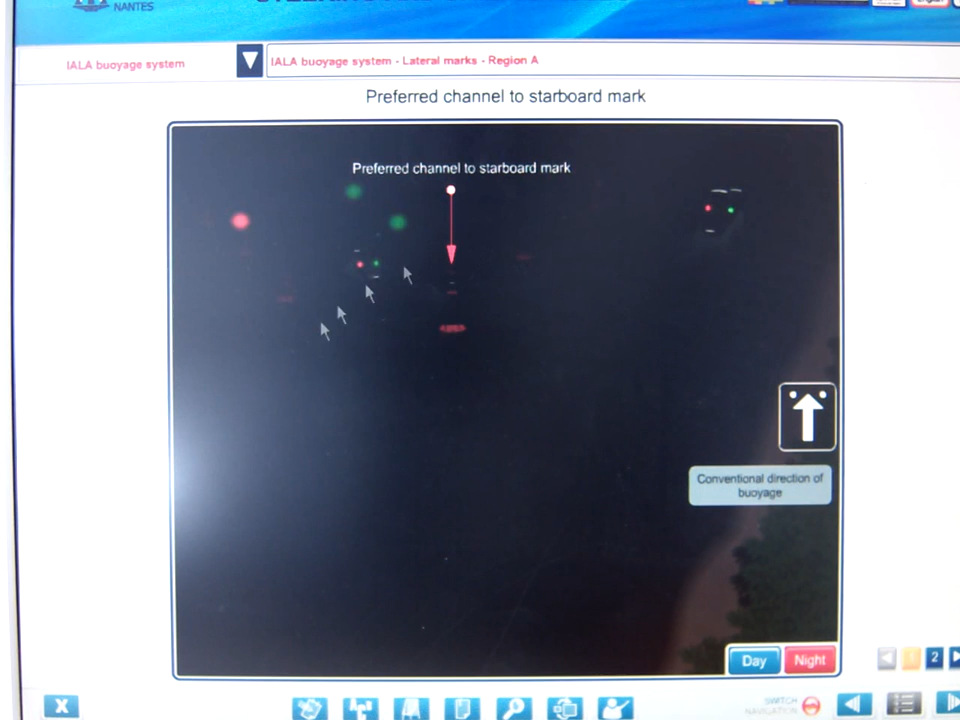 NANTES
IALA buoyage system
IALA buoyage system - Lateral marks - Region A
Preferred channel to starboard mark
Preferred channel to starboard mark
Conventional direction of
buoyage
Day
Night
2
SWITCH
NAVIGATION
X